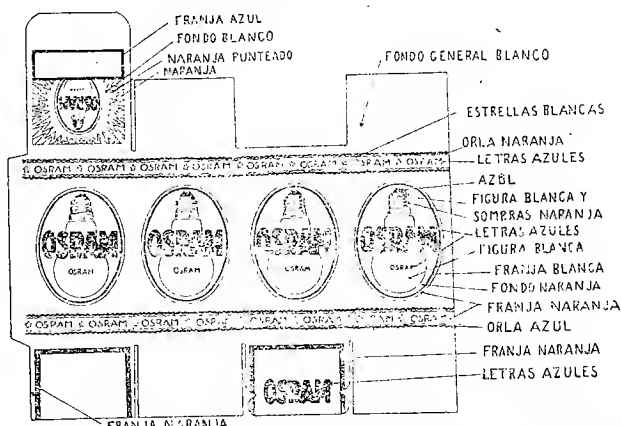 FRANJA AZUL
FONDO BLANCO
NARANJA PUNTEADO
NARANJA
FONDO GENERAL BLANCO
OSRAM
ESTRELLAS BLANCAS
ORLA NARANJA
OSRAM OSRAM OSRAM OSRAM OSRAM OSRAM OSRAM OSRAM
LETRAS AZULES
AZUL
FIGURA BLANCA Y
SOMBRAS NARANJA
OSRAM OSRAM OSRAM OSRAM
LETRAS AZULES
FIGURA BLANCA
OSRAM OSRAM OSRAM OSRAM
FRANJA BLANCA
FONDO NARANJA
FRANJA NARANJA
OSRAM OSRAM OSRAM OSRAM OSRAM OSRAM OSRAM
ORLA AZUL
FRANJA NARANJA
LETRAS AZULES
OSRAM
FRANJA NARANJA